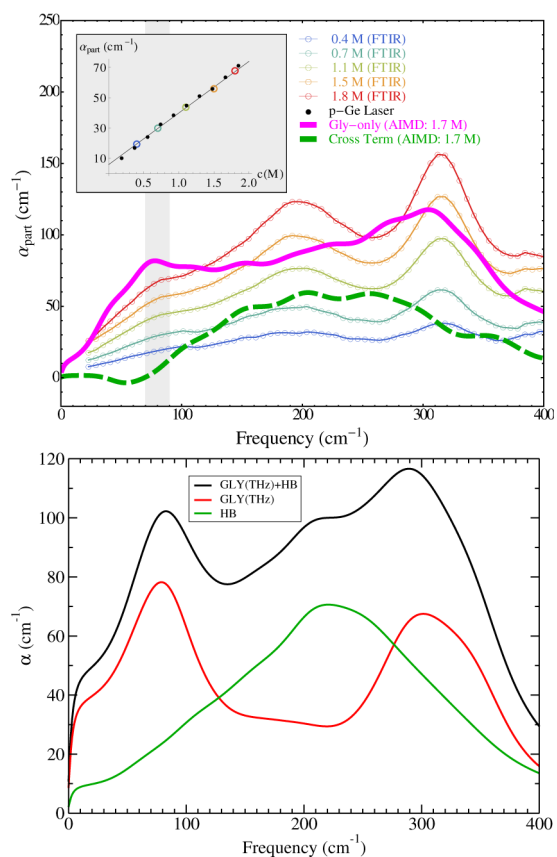 250
200
150
100
50
0
α_part (cm⁻¹)
70
50
30
10
0.5
1.0
1.5
2.0
c(M)
0.4 M (FTIR)
0.7 M (FTIR)
1.1 M (FTIR)
1.5 M (FTIR)
1.8 M (FTIR)
p−Ge Laser
Gly−only (AIMD: 1.7 M)
Cross Term (AIMD: 1.7 M)
α_part
0 100 200 300 400
Frequency (cm⁻¹)
120
100
80
60
40
20
0
GLY(THz)+HB
GLY(THz)
HB
α (cm⁻¹)
0 100 200 300 400
Frequency (cm⁻¹)